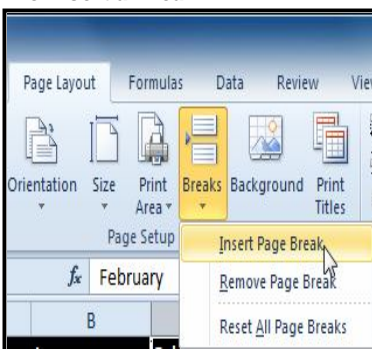 Page Layout Formulas Data Review View
Orientation Size Print Area Breaks Background Print Titles
Page Setup
Insert Page Break
Remove Page Break
Reset All Page Breaks
fx February
B